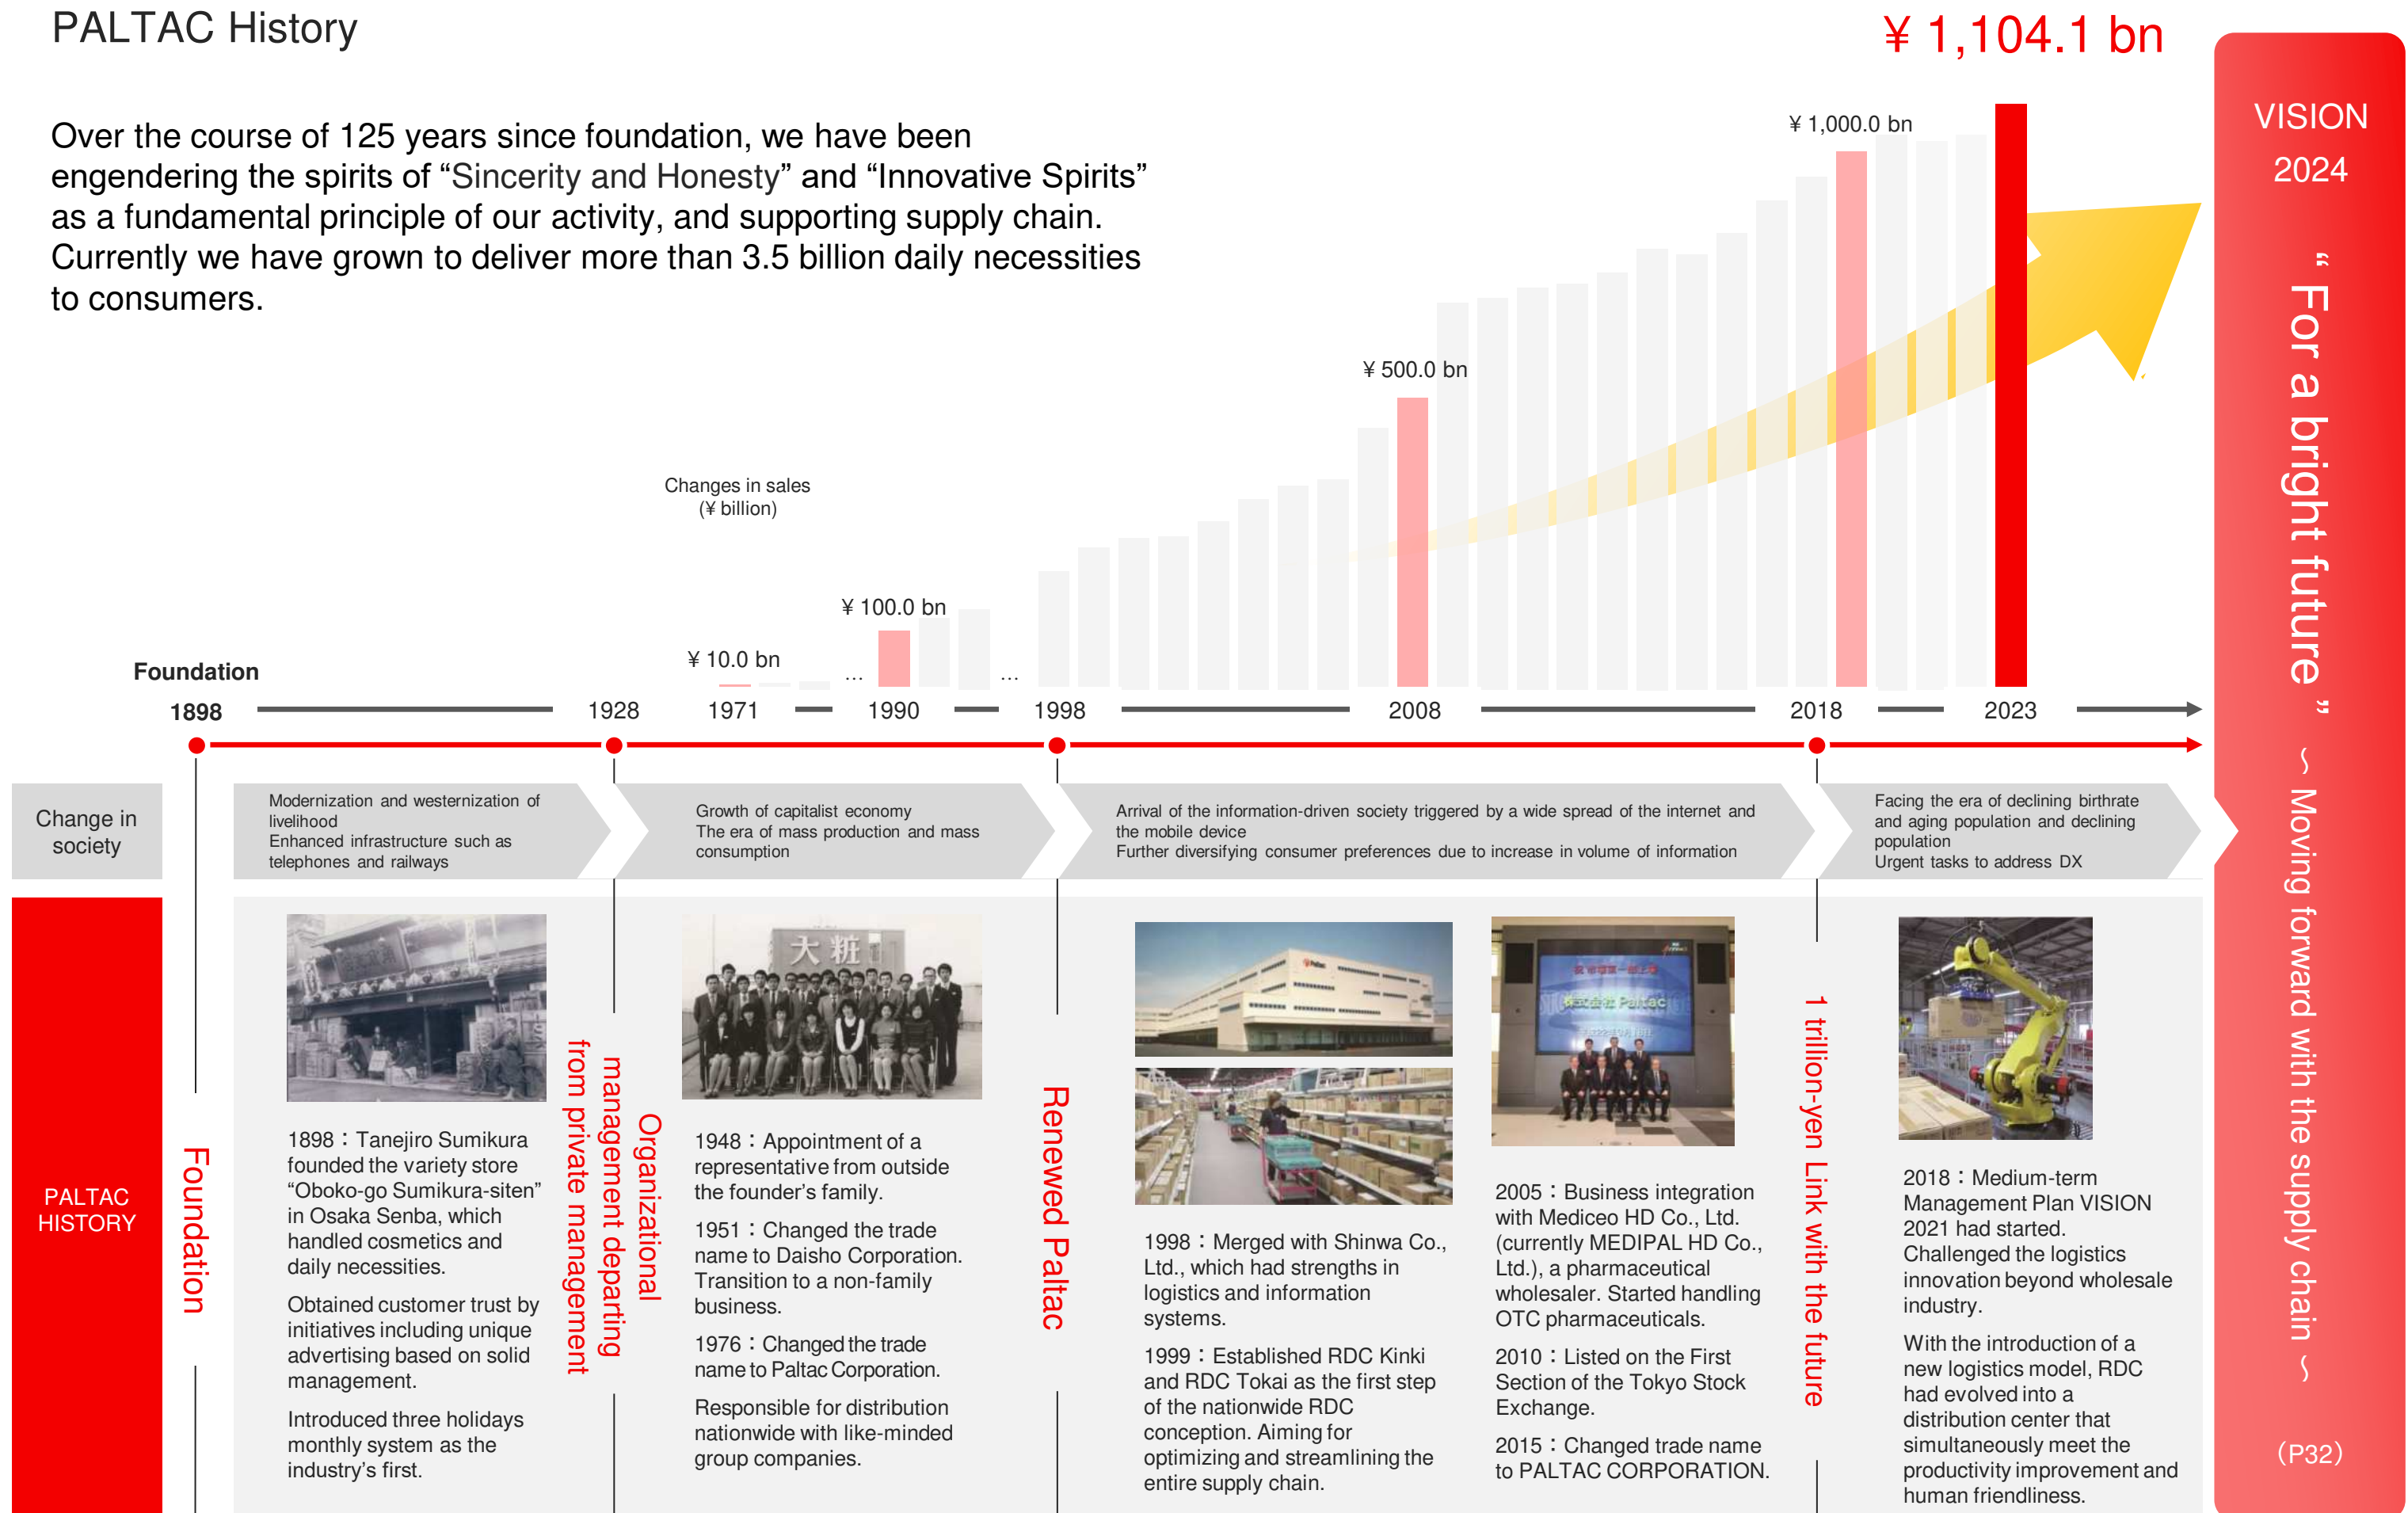 PALTAC History
¥ 1,104.1 bn
Over the course of 125 years since foundation, we have been
engendering the spirits of “Sincerity and Honesty” and “Innovative Spirits”
as a fundamental principle of our activity, and supporting supply chain.
Currently we have grown to deliver more than 3.5 billion daily necessities
to consumers.
¥ 1,000.0 bn
¥ 500.0 bn
Changes in sales
(¥ billion)
¥ 100.0 bn
¥ 10.0 bn
...
...
Foundation
1898
1928
1971
1990
1998
2008
2018
2023
Change in
society
Modernization and westernization of
livelihood
Enhanced infrastructure such as
telephones and railways
Growth of capitalist economy
The era of mass production and mass
consumption
Arrival of the information-driven society triggered by a wide spread of the internet and
the mobile device
Further diversifying consumer preferences due to increase in volume of information
Facing the era of declining birthrate
and aging population and declining
population
Urgent tasks to address DX
PALTAC
HISTORY
Foundation
1898：Tanejiro Sumikura
founded the variety store
“Oboko-go Sumikura-siten”
in Osaka Senba, which
handled cosmetics and
daily necessities.
Obtained customer trust by
initiatives including unique
advertising based on solid
management.
Introduced three holidays
monthly system as the
industry’s first.
Organizational
management departing
from private management
大粧
1948：Appointment of a
representative from outside
the founder’s family.
1951：Changed the trade
name to Daisho Corporation.
Transition to a non-family
business.
1976：Changed the trade
name to Paltac Corporation.
Responsible for distribution
nationwide with like-minded
group companies.
Renewed Paltac
Paltac
1998：Merged with Shinwa Co.,
Ltd., which had strengths in
logistics and information
systems.
1999：Established RDC Kinki
and RDC Tokai as the first step
of the nationwide RDC
conception. Aiming for
optimizing and streamlining the
entire supply chain.
株式会社 Paltac
2005：Business integration
with Mediceo HD Co., Ltd.
(currently MEDIPAL HD Co.,
Ltd.), a pharmaceutical
wholesaler. Started handling
OTC pharmaceuticals.
2010：Listed on the First
Section of the Tokyo Stock
Exchange.
2015：Changed trade name
to PALTAC CORPORATION.
1 trillion-yen Link with the future
2018：Medium-term
Management Plan VISION
2021 had started.
Challenged the logistics
innovation beyond wholesale
industry.
With the introduction of a
new logistics model, RDC
had evolved into a
distribution center that
simultaneously meet the
productivity improvement and
human friendliness.
VISION
2024
“ For a bright future ”
～ Moving forward with the supply chain ～
（P32）